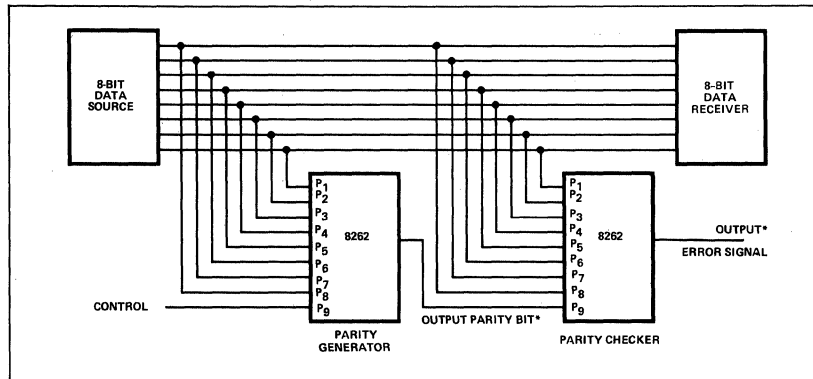 8-BIT
DATA
SOURCE
8-BIT
DATA
RECEIVER
P1
P2
P3
P4
P5
P6
P7
P8
P9
8262
P1
P2
P3
P4
P5
P6
P7
P8
P9
8262
OUTPUT*
ERROR SIGNAL
CONTROL
OUTPUT PARITY BIT*
PARITY
GENERATOR
PARITY CHECKER